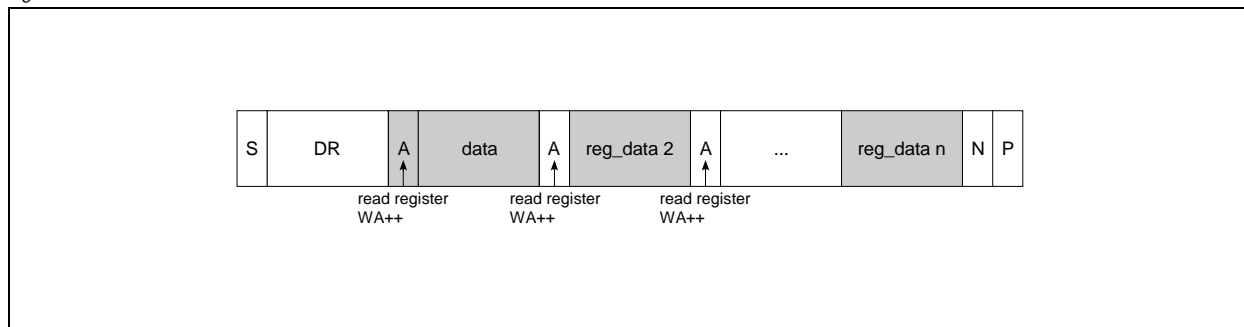 S DR A data A reg_data 2 A ... reg_data n N P
read register read register read register
WA++ WA++ WA++